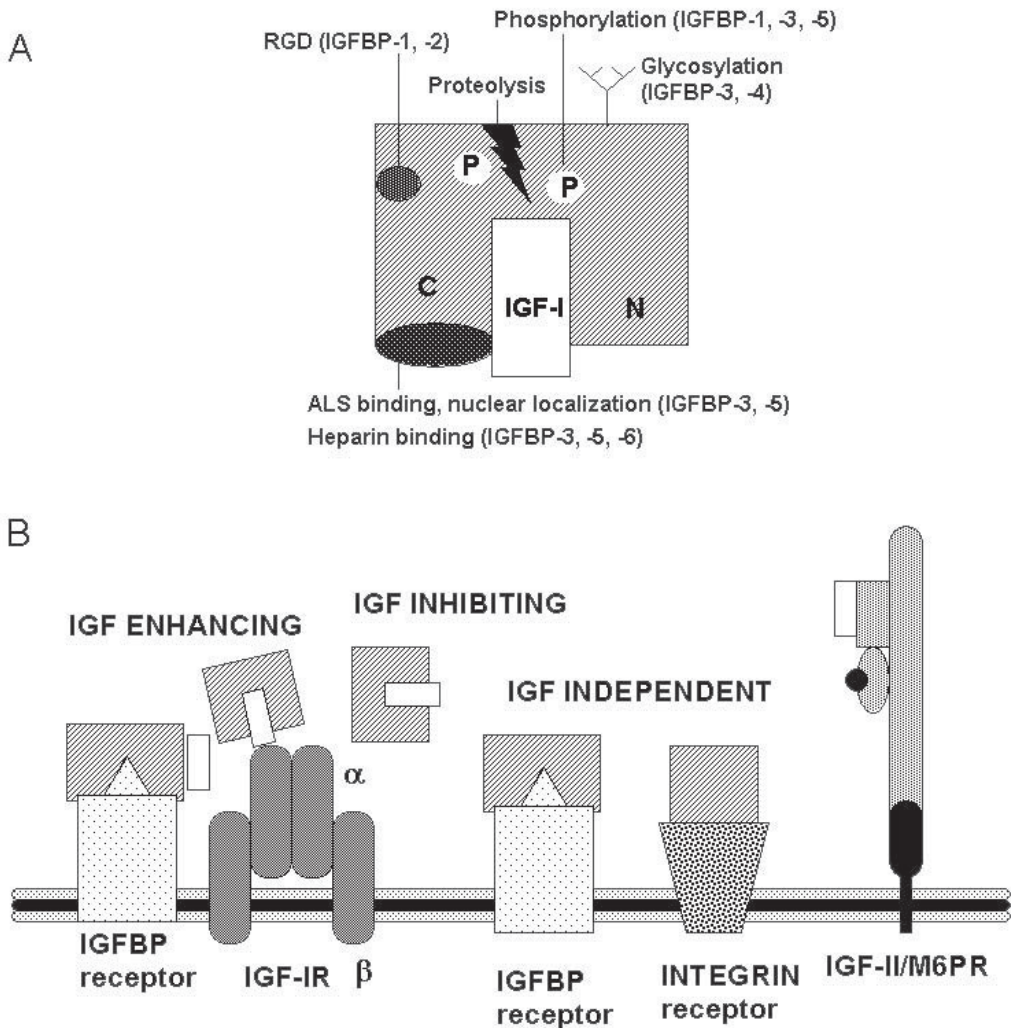 A
Phosphorylation (IGFBP-1, -3, -5)
RGD (IGFBP-1, -2)
Proteolysis
Glycosylation
(IGFBP-3, -4)
P
P
C
IGF-I
N
ALS binding, nuclear localization (IGFBP-3, -5)
Heparin binding (IGFBP-3, -5, -6)
B
IGF ENHANCING
IGF INHIBITING
IGF INDEPENDENT
α
IGFBP
receptor
IGF-IR
β
IGFBP
receptor
INTEGRIN
receptor
IGF-II/M6PR